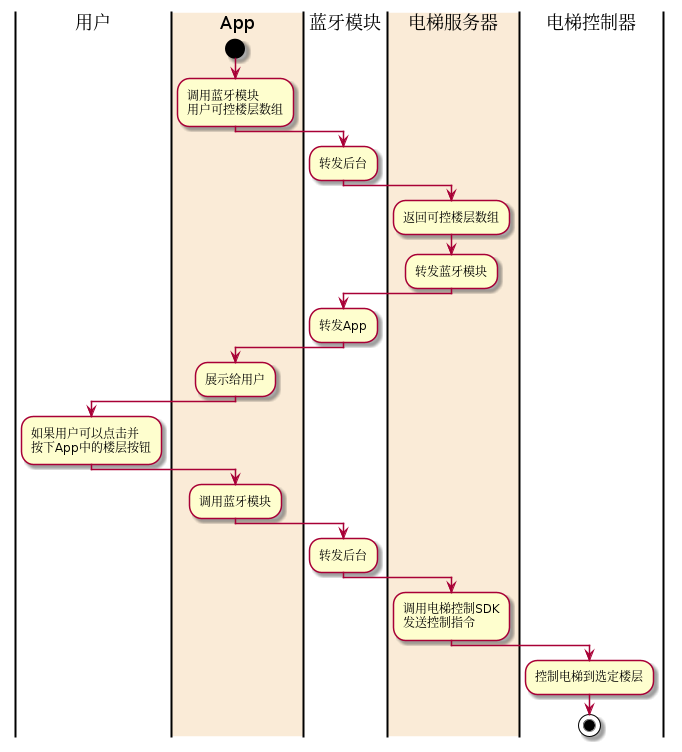 用户
App
蓝牙模块
电梯服务器
电梯控制器
调用蓝牙模块
用户可控楼层数组
转发后台
返回可控楼层数组
转发蓝牙模块
转发App
展示给用户
如果用户可以点击并
按下App中的楼层按钮
调用蓝牙模块
转发后台
调用电梯控制SDK
发送控制指令
控制电梯到选定楼层